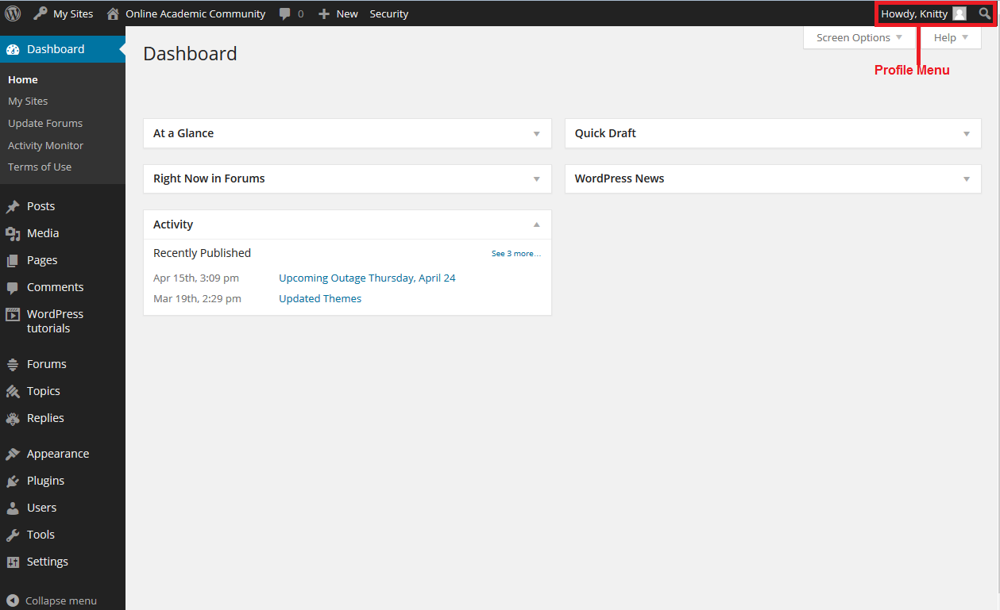 My Sites Online Academic Community 0 New Security Howdy, Knitty
Screen Options Help
Profile Menu
Dashboard
Home
My Sites
Update Forums
Activity Monitor
Terms of Use
Posts
Media
Pages
Comments
WordPress
tutorials
Forums
Topics
Replies
Appearance
Plugins
Users
Tools
Settings
Collapse menu
Dashboard
At a Glance
Quick Draft
Right Now in Forums
WordPress News
Activity
Recently Published See 3 more...
Apr 15th, 3:09 pm Upcoming Outage Thursday, April 24
Mar 19th, 2:29 pm Updated Themes